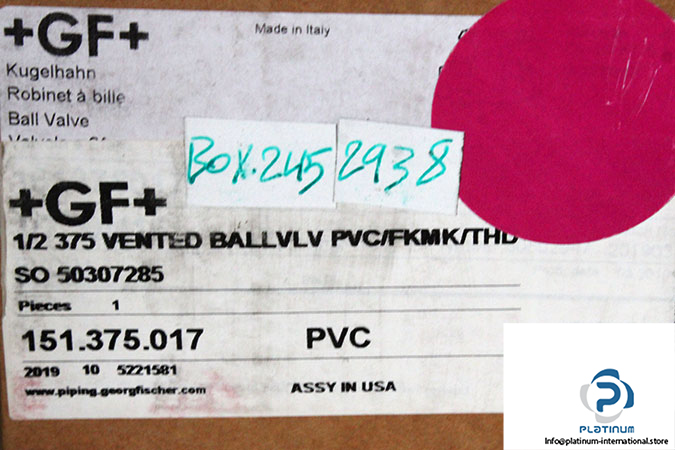 +GF+
Made in Italy
Kugelhahn
Robinet à bille
Ball Valve
BOX.245 2938
+GF+
1/2 375 VENTED BALLVLV PVC/FKMK/THD
SO 50307285
Pieces 1
151.375.017 PVC
2019 10 5221581
www.piping.georgfischer.com ASSY IN USA
PLATINUM
Info@platinum-international.store